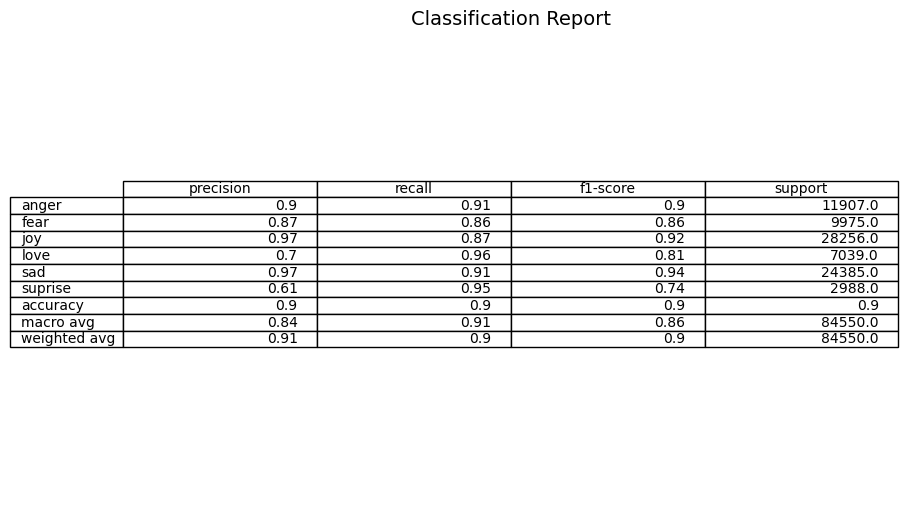 Classification Report
precision recall f1-score support
anger 0.9 0.91 0.9 11907.0
fear 0.87 0.86 0.86 9975.0
joy 0.97 0.87 0.92 28256.0
love 0.7 0.96 0.81 7039.0
sad 0.97 0.91 0.94 24385.0
suprise 0.61 0.95 0.74 2988.0
accuracy 0.9 0.9 0.9 0.9
macro avg 0.84 0.91 0.86 84550.0
weighted avg 0.91 0.9 0.9 84550.0